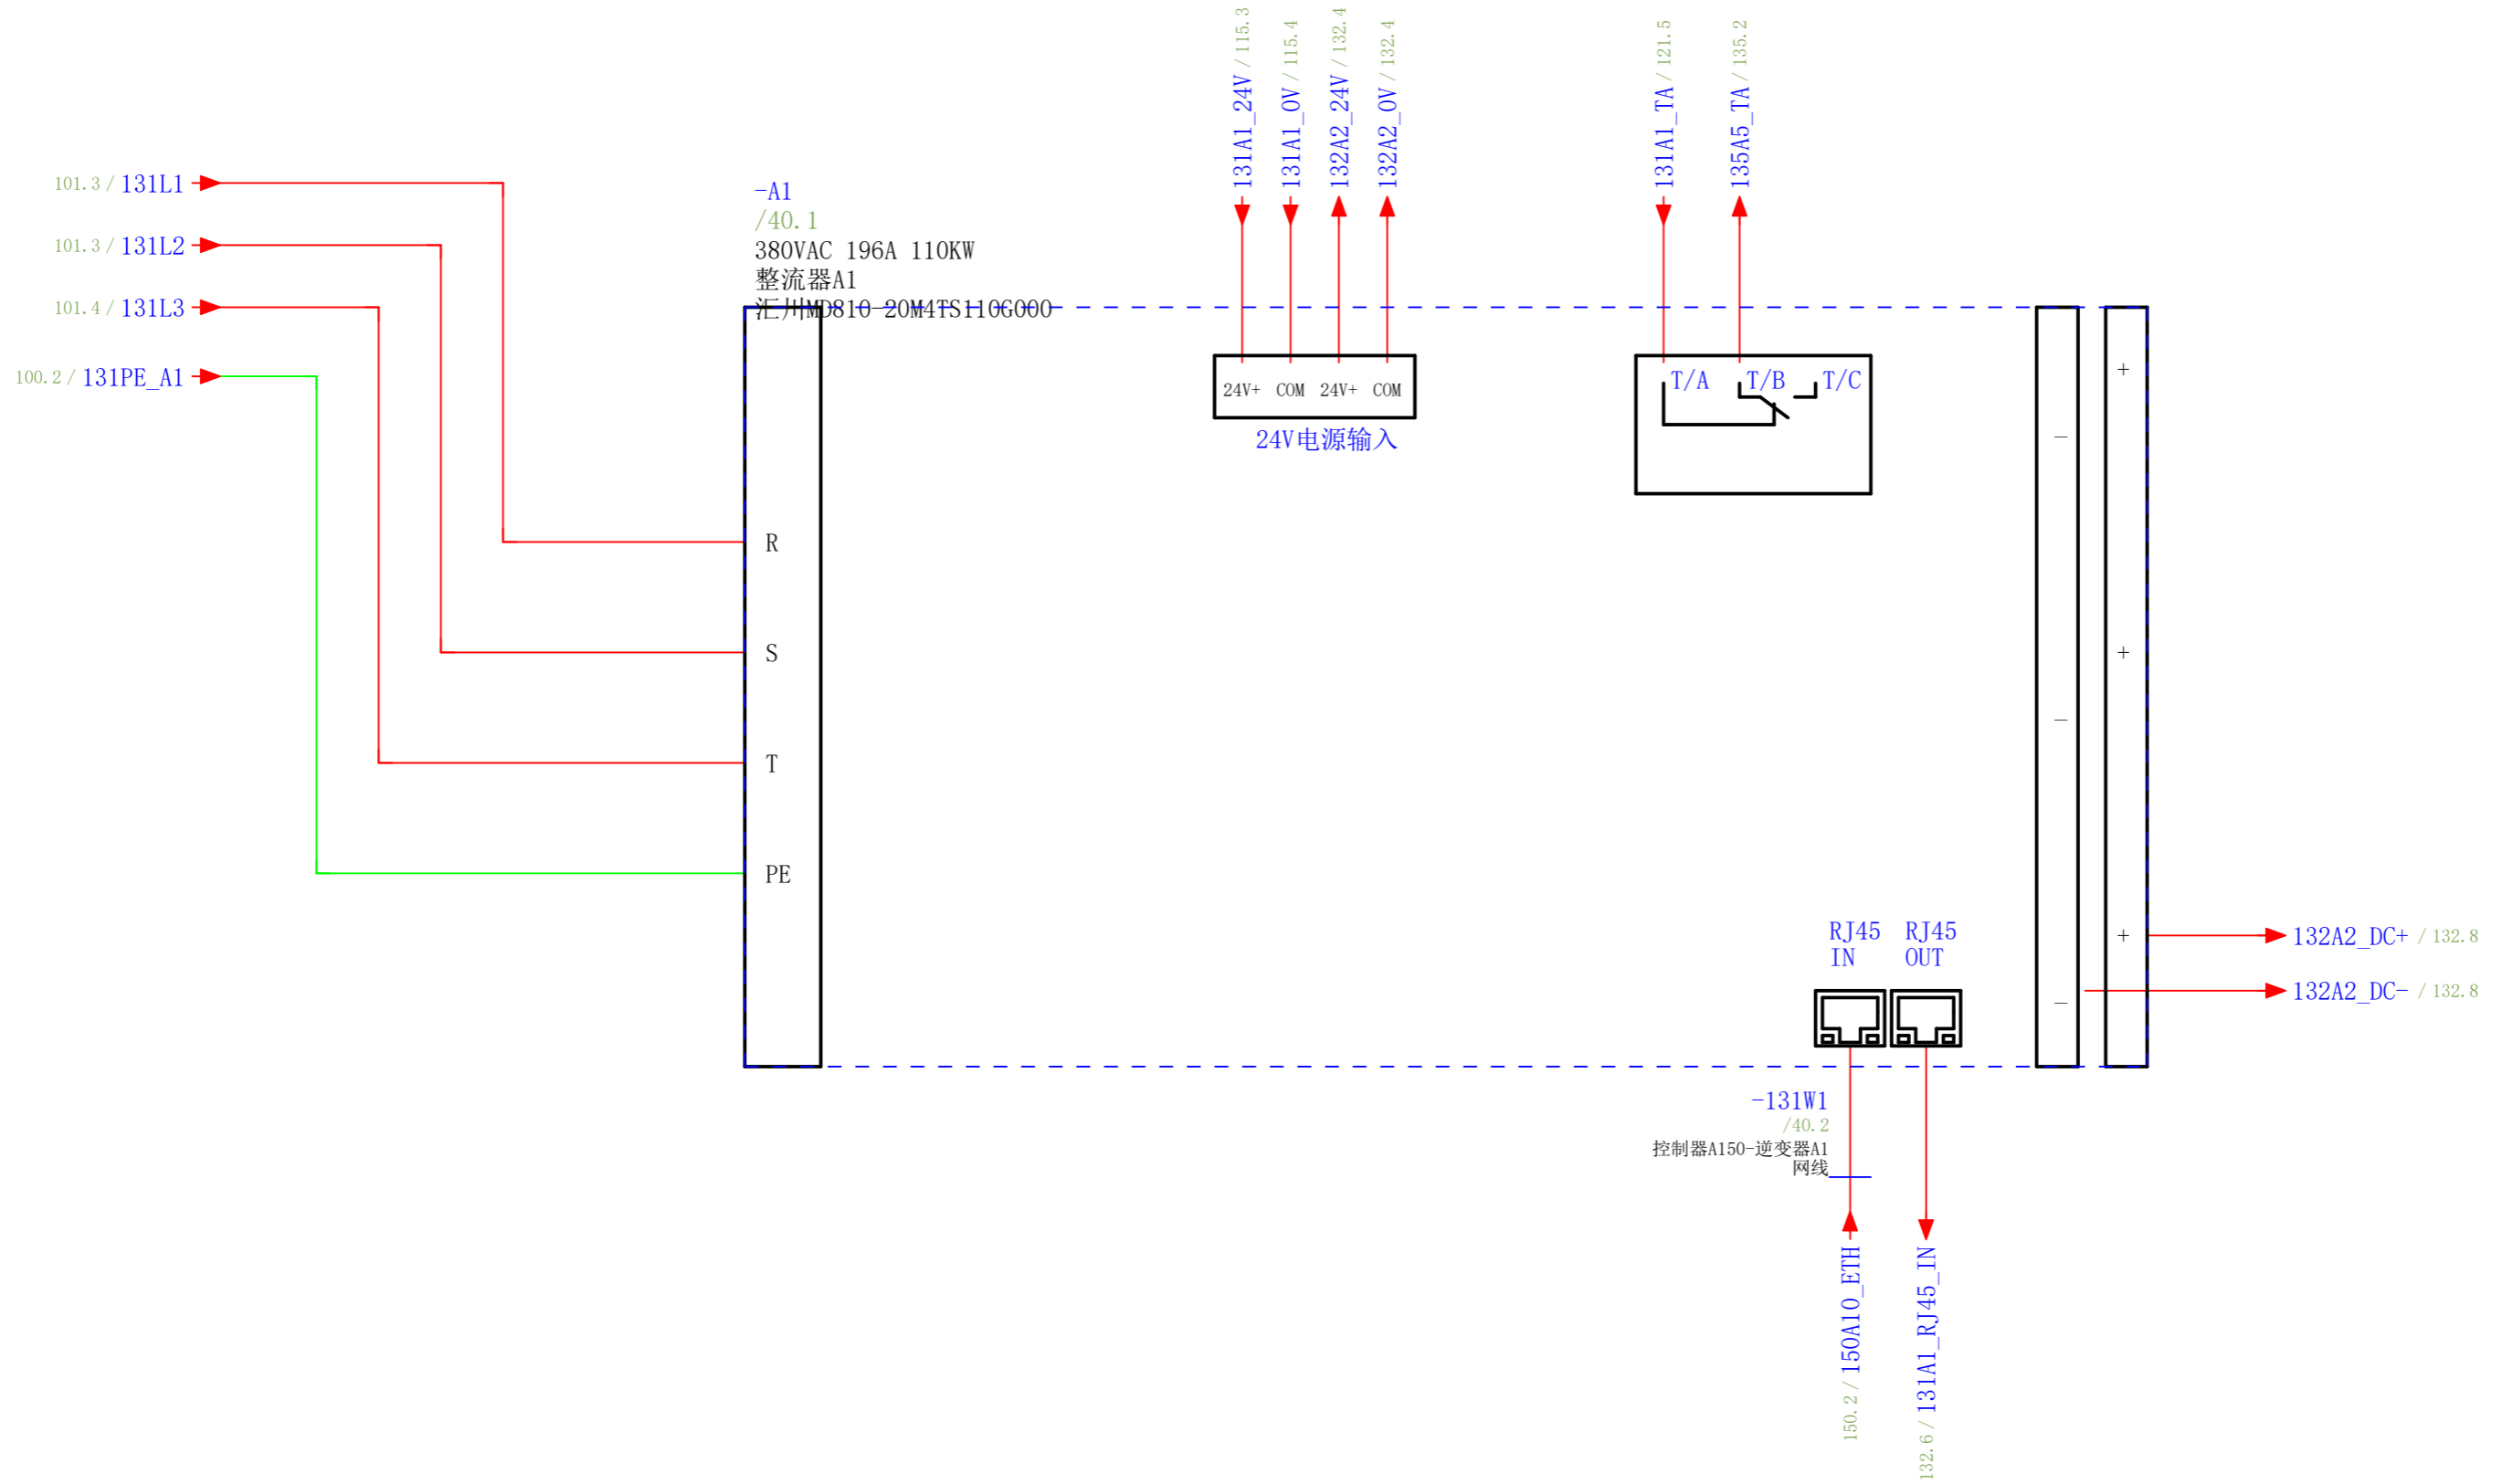 131A1_24V / 115.3
131A1_0V / 115.4
132A2_24V / 132.4
132A2_0V / 132.4
131A1_TA / 121.5
135A5_TA / 135.2
101.3 / 131L1
101.3 / 131L2
101.4 / 131L3
100.2 / 131PE_A1
-A1
/40.1
380VAC 196A 110KW
整流器A1
汇川MD810-20M4TS110G000
24V+ COM 24V+ COM
24V电源输入
T/A T/B T/C
+
-
R
S
+
-
T
PE
RJ45 IN
RJ45 OUT
+
-
132A2_DC+ / 132.8
132A2_DC- / 132.8
-131W1
/40.2
控制器A150-逆变器A1
网线
150.2 / 150A10_ETH
132.6 / 131A1_RJ45_IN